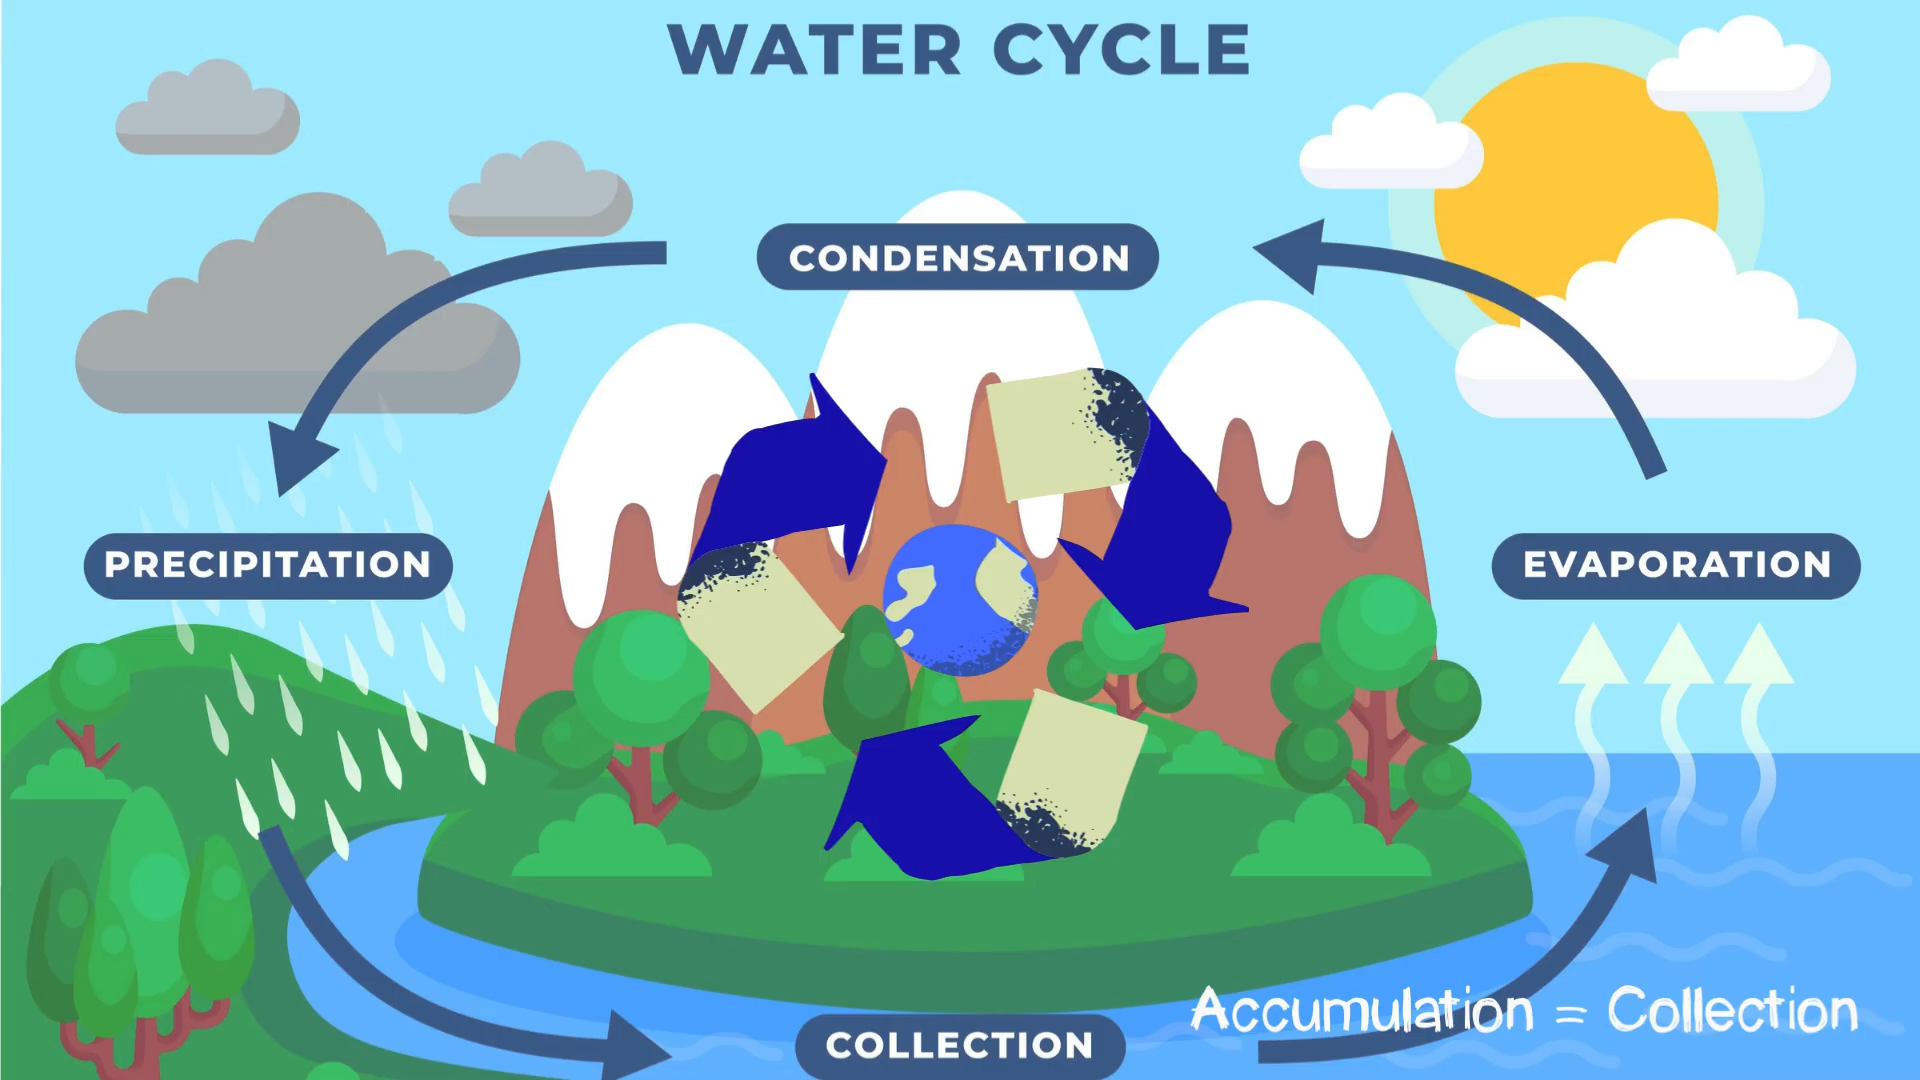 WATER CYCLE
CONDENSATION
PRECIPITATION
EVAPORATION
Accumulation = Collection
COLLECTION